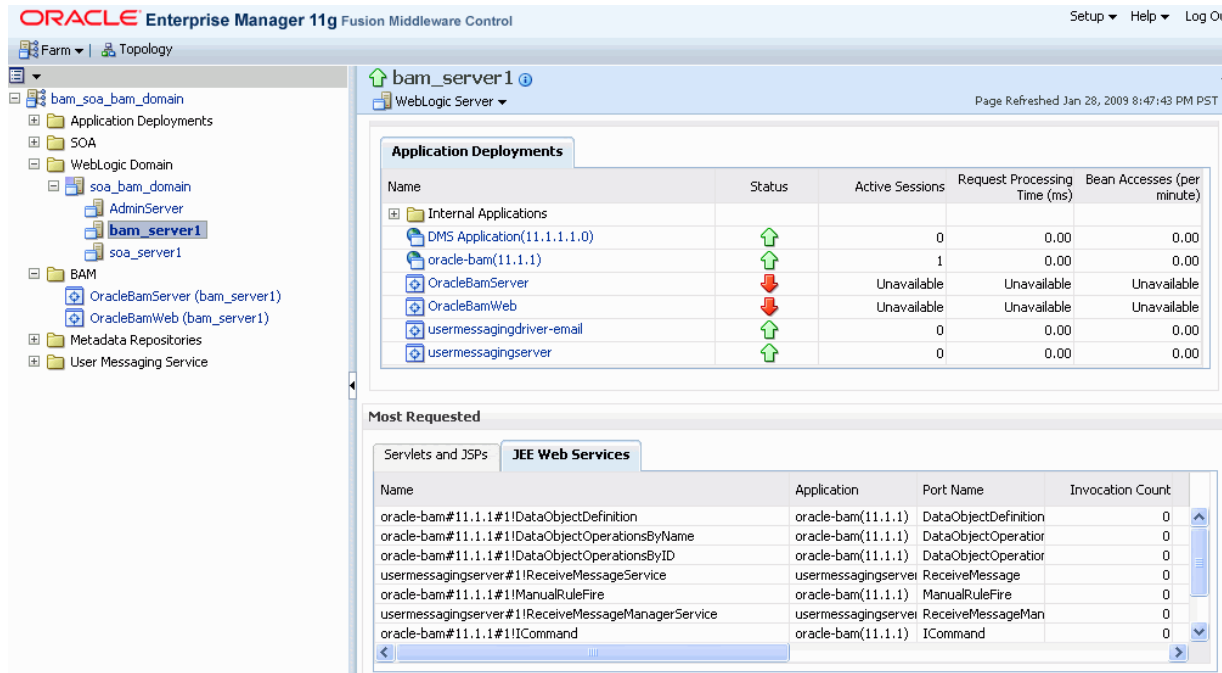 ORACLE Enterprise Manager 11g Fusion Middleware Control
Setup Help Log Ou
Farm | Topology
bam_soa_bam_domain
Application Deployments
SOA
WebLogic Domain
soa_bam_domain
AdminServer
bam_server1
soa_server1
BAM
OracleBamServer (bam_server1)
OracleBamWeb (bam_server1)
Metadata Repositories
User Messaging Service
bam_server1
WebLogic Server
Page Refreshed Jan 28, 2009 8:47:43 PM PST
Application Deployments
Name Status Active Sessions Request Processing Time (ms) Bean Accesses (per minute)
Internal Applications
DMS Application(11.1.1.1.0) 0 0.00 0.00
oracle-bam(11.1.1) 1 0.00 0.00
OracleBamServer Unavailable Unavailable Unavailable
OracleBamWeb Unavailable Unavailable Unavailable
usermessagingdriver-email 0 0.00 0.00
usermessagingserver 0 0.00 0.00
Most Requested
Servlets and JSPs JEE Web Services
Name Application Port Name Invocation Count
oracle-bam#11.1.1#1!DataObjectDefinition oracle-bam(11.1.1) DataObjectDefinition 0
oracle-bam#11.1.1#1!DataObjectOperationsByName oracle-bam(11.1.1) DataObjectOperation 0
oracle-bam#11.1.1#1!DataObjectOperationsByID oracle-bam(11.1.1) DataObjectOperation 0
usermessagingserver#1!ReceiveMessageService usermessagingserver ReceiveMessage 0
oracle-bam#11.1.1#1!ManualRuleFire oracle-bam(11.1.1) ManualRuleFire 0
usermessagingserver#1!ReceiveMessageManagerService usermessagingserver ReceiveMessageMan 0
oracle-bam#11.1.1#1!ICommand oracle-bam(11.1.1) ICommand 0